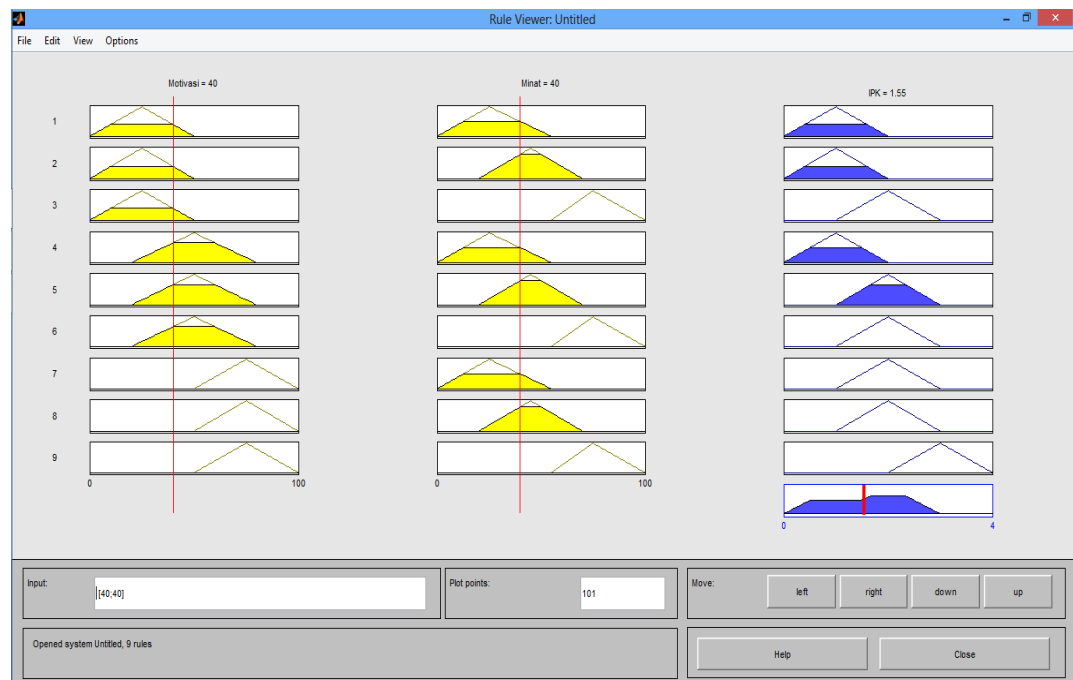 Rule Viewer: Untitled
File Edit View Options
Motivasi = 40
Minat = 40
IPK = 1.55
1
2
3
4
5
6
7
8
9
0 100
0 100
0 4
Input:
[40;40]
Plot points:
101
Move:
left
right
down
up
Opened system Untitled, 9 rules
Help
Close